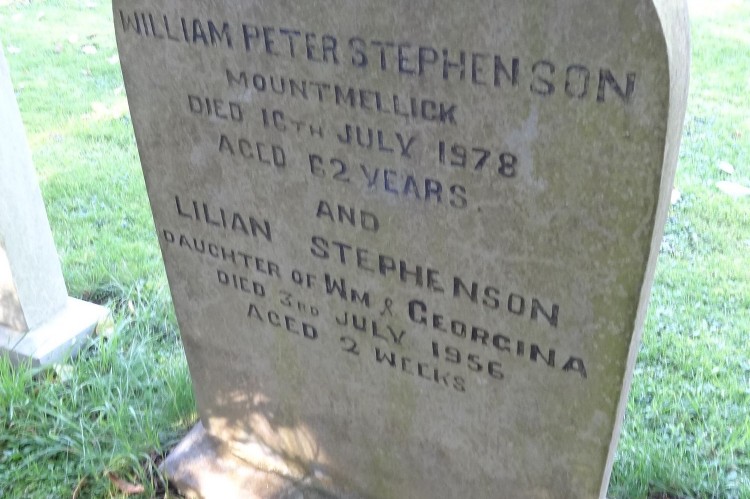 WILLIAM PETER STEPHENSON
MOUNTMELLICK
DIED 16TH JULY 1978
AGED 62 YEARS.
AND
LILIAN STEPHENSON
DAUGHTER OF WM & GEORGINA
DIED 3RD JULY 1956
AGED 2 WEEKS